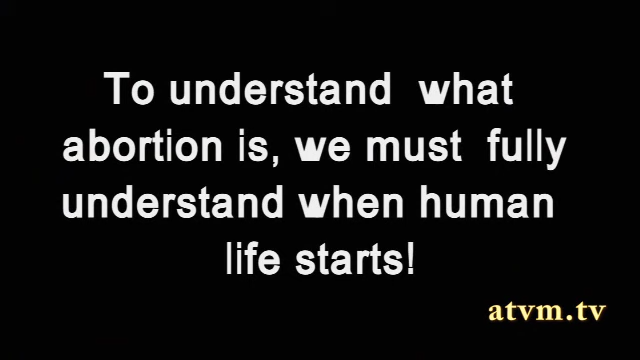 To understand what
abortion is, we must fully
understand when human
life starts!
atvm.tv